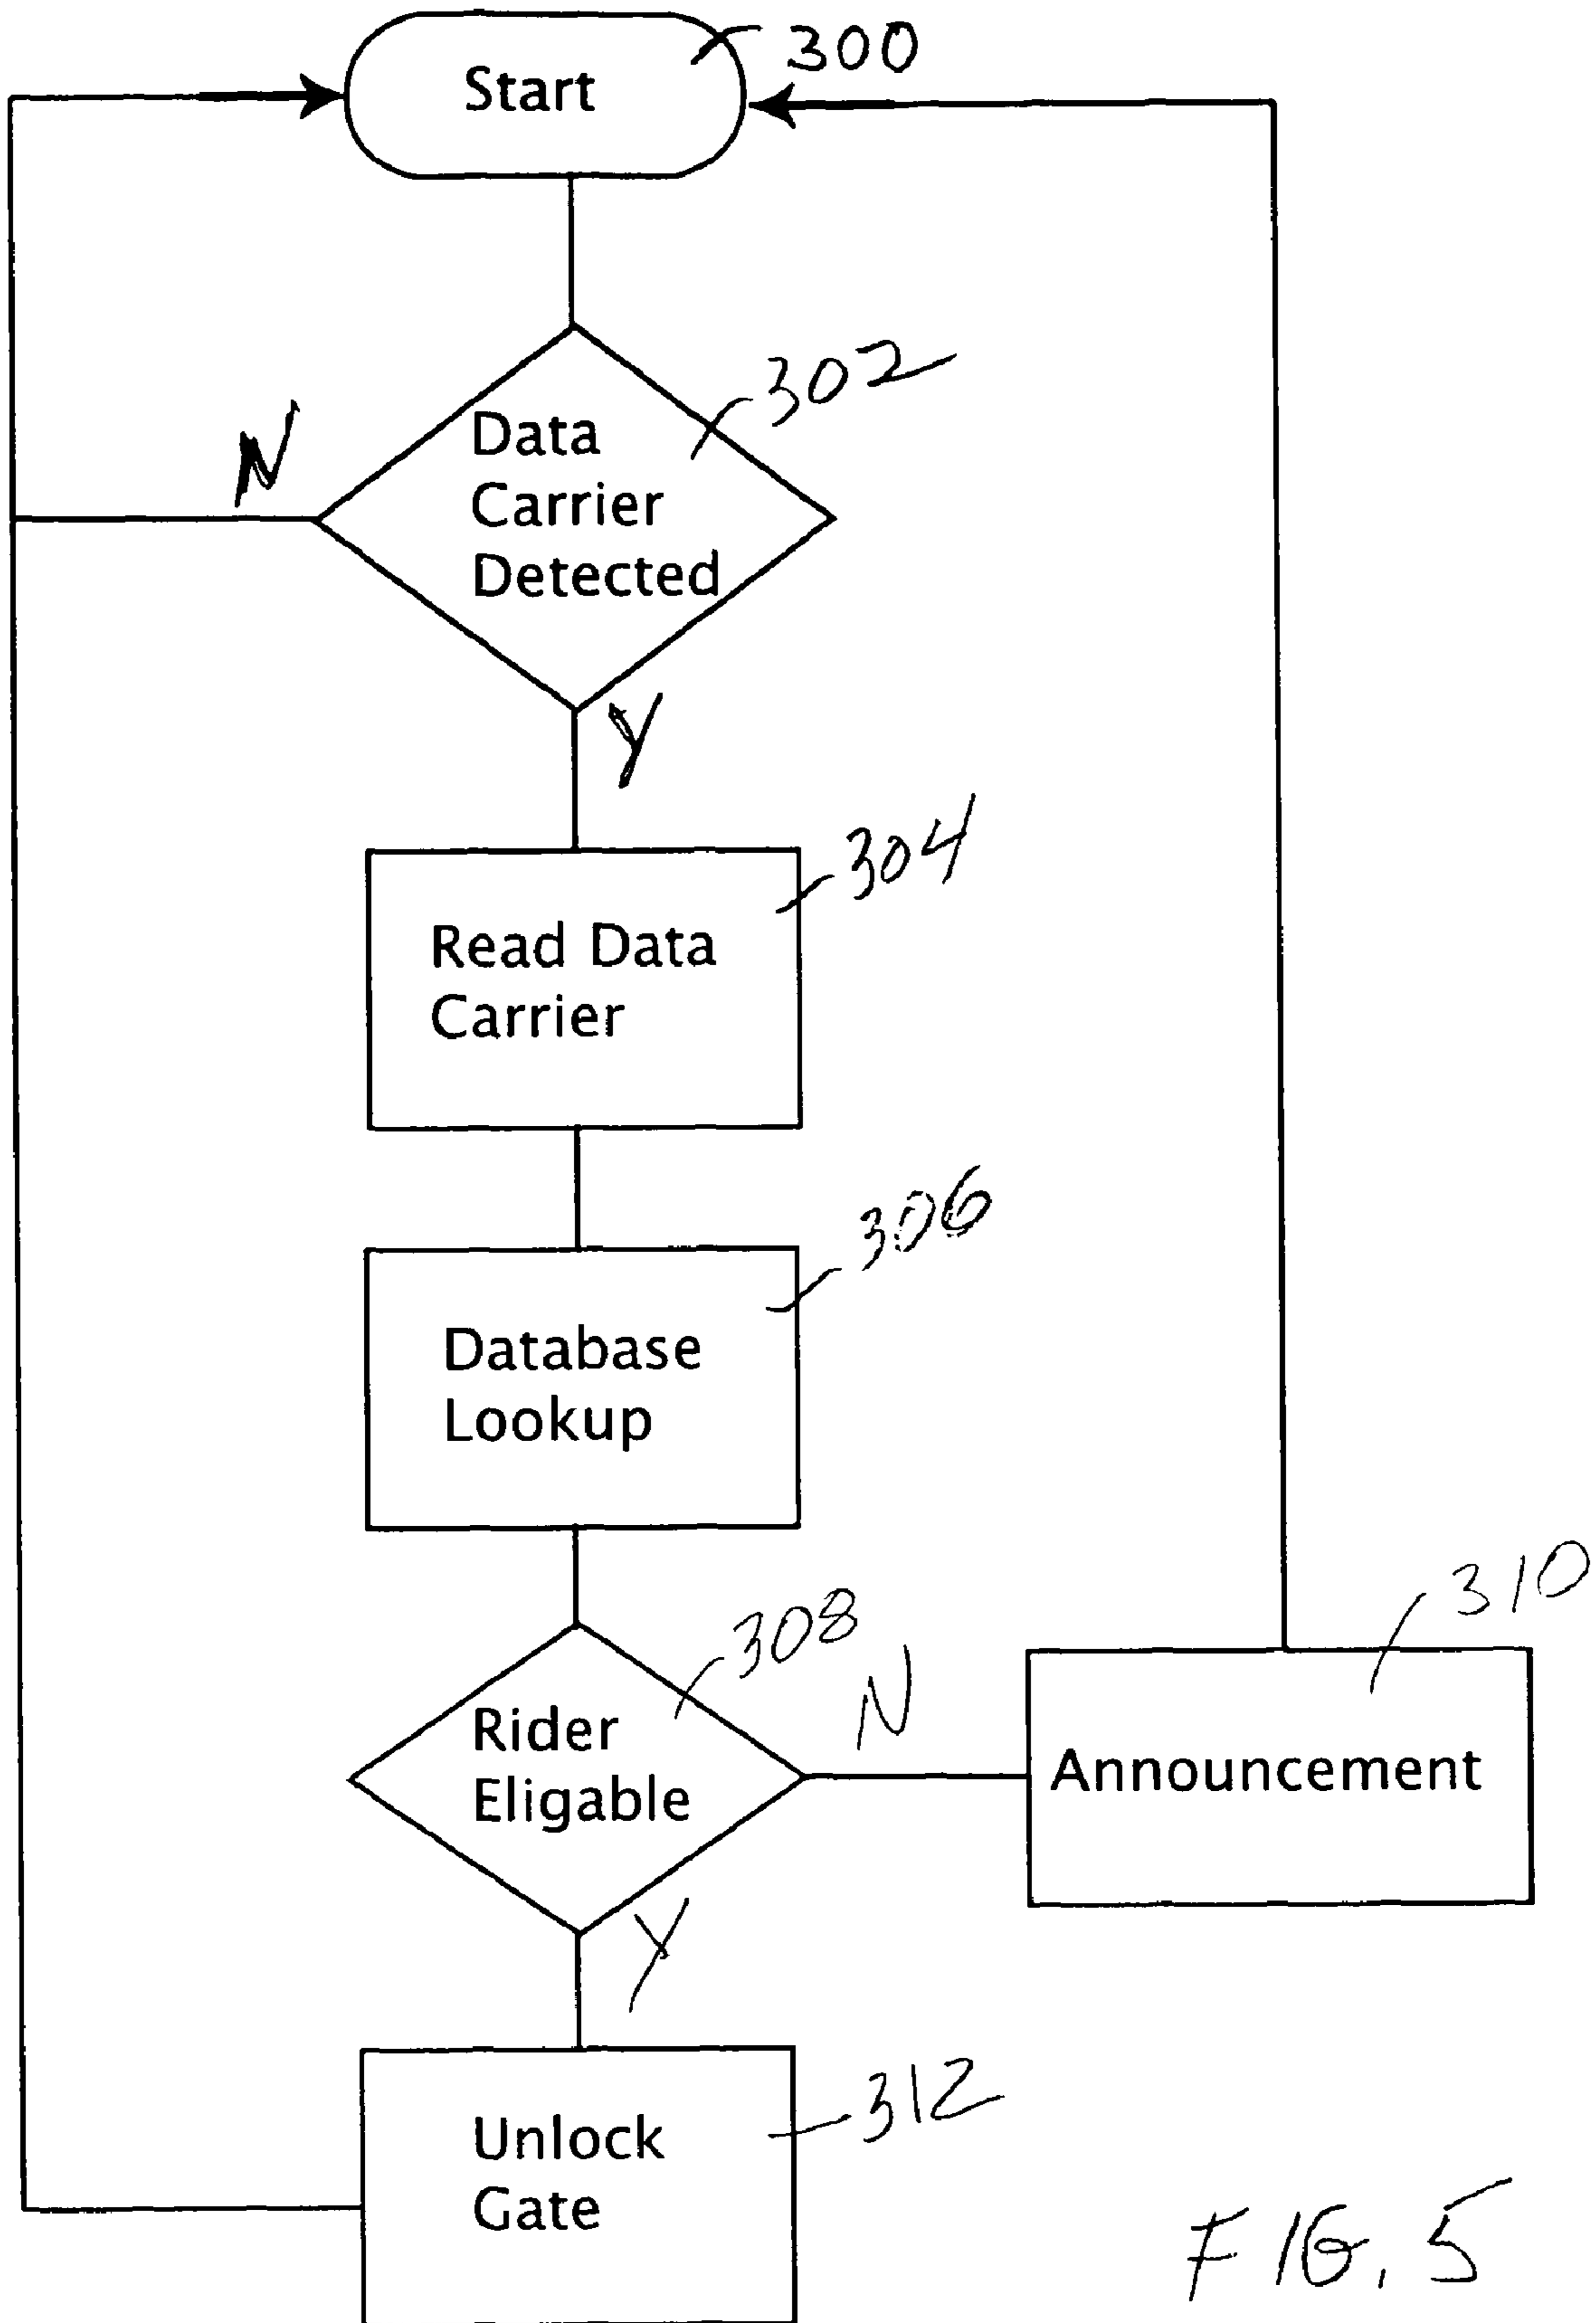 Start
300
302
Data
Carrier
Detected
N
Y
304
Read Data
Carrier
306
Database
Lookup
308
Rider
Eligable
N
310
Announcement
Y
312
Unlock
Gate
FIG. 5